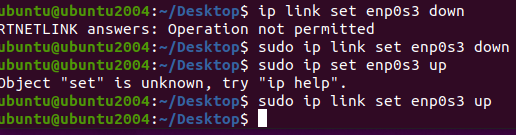 ubuntu@ubuntu2004:~/Desktop$ ip link set enp0s3 down
RTNETLINK answers: Operation not permitted
ubuntu@ubuntu2004:~/Desktop$ sudo ip link set enp0s3 down
ubuntu@ubuntu2004:~/Desktop$ sudo ip set enp0s3 up
Object "set" is unknown, try "ip help".
ubuntu@ubuntu2004:~/Desktop$ sudo ip link set enp0s3 up
ubuntu@ubuntu2004:~/Desktop$